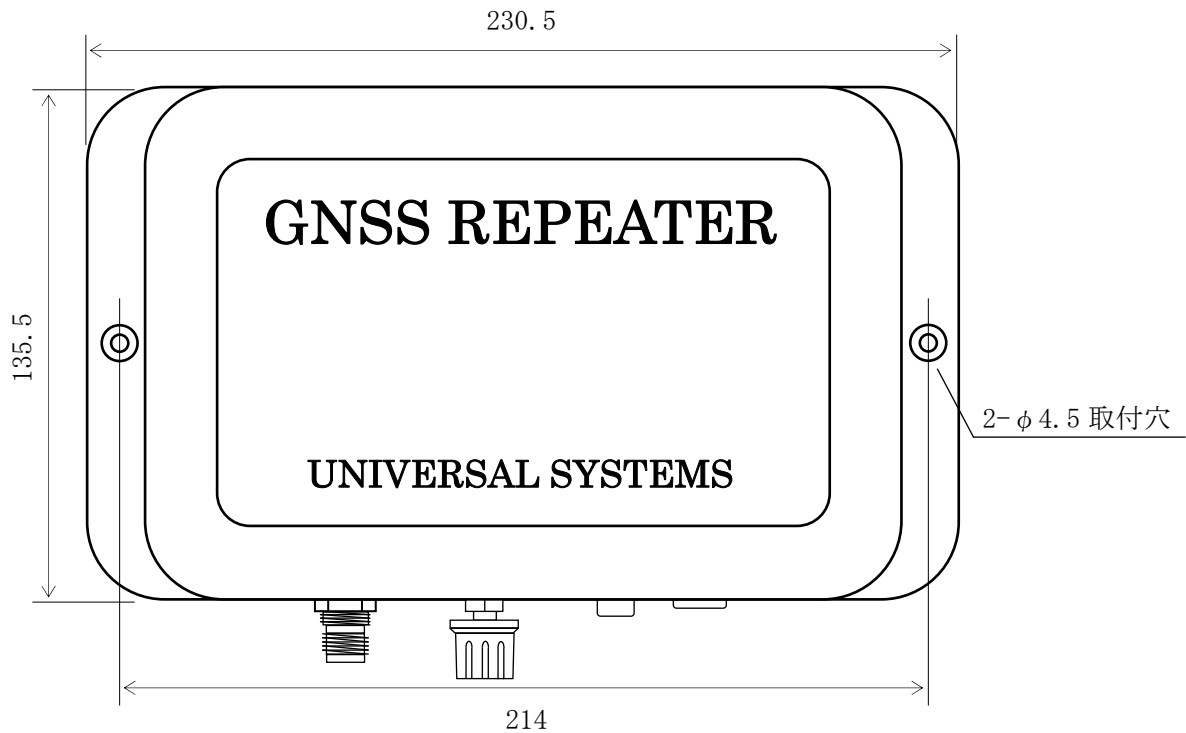 230.5
GNSS REPEATER
135.5
2-φ4.5 取付穴
UNIVERSAL SYSTEMS
214